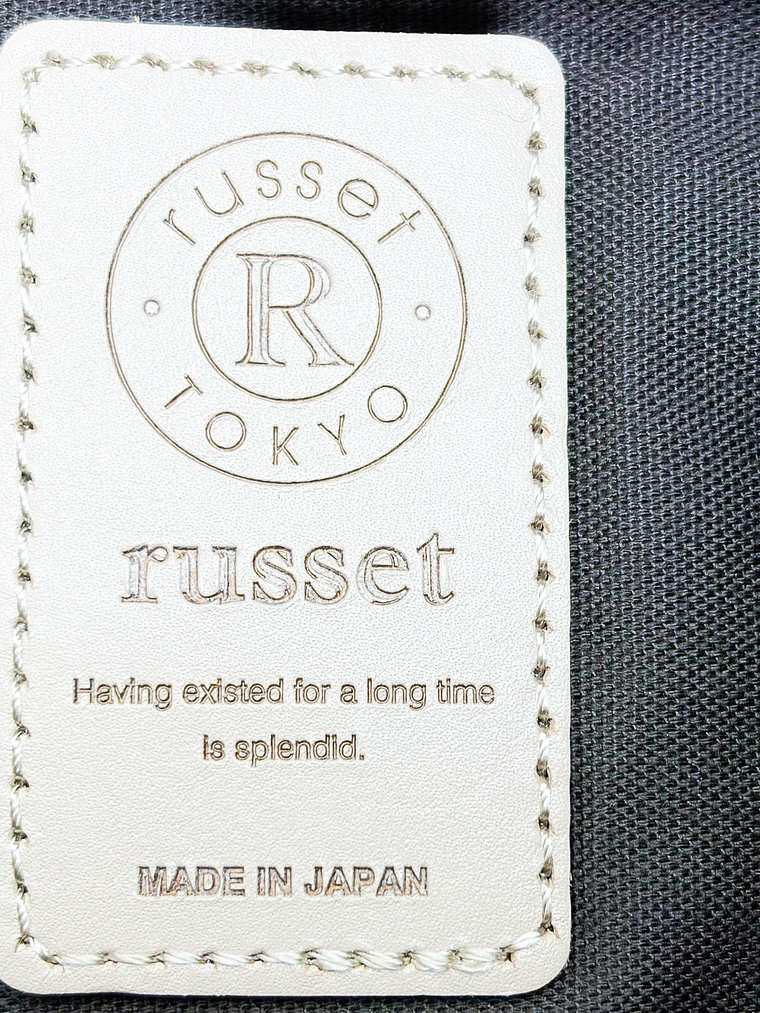 russet
R
TOKYO
russet
Having existed for a long time
is splendid.
MADE IN JAPAN